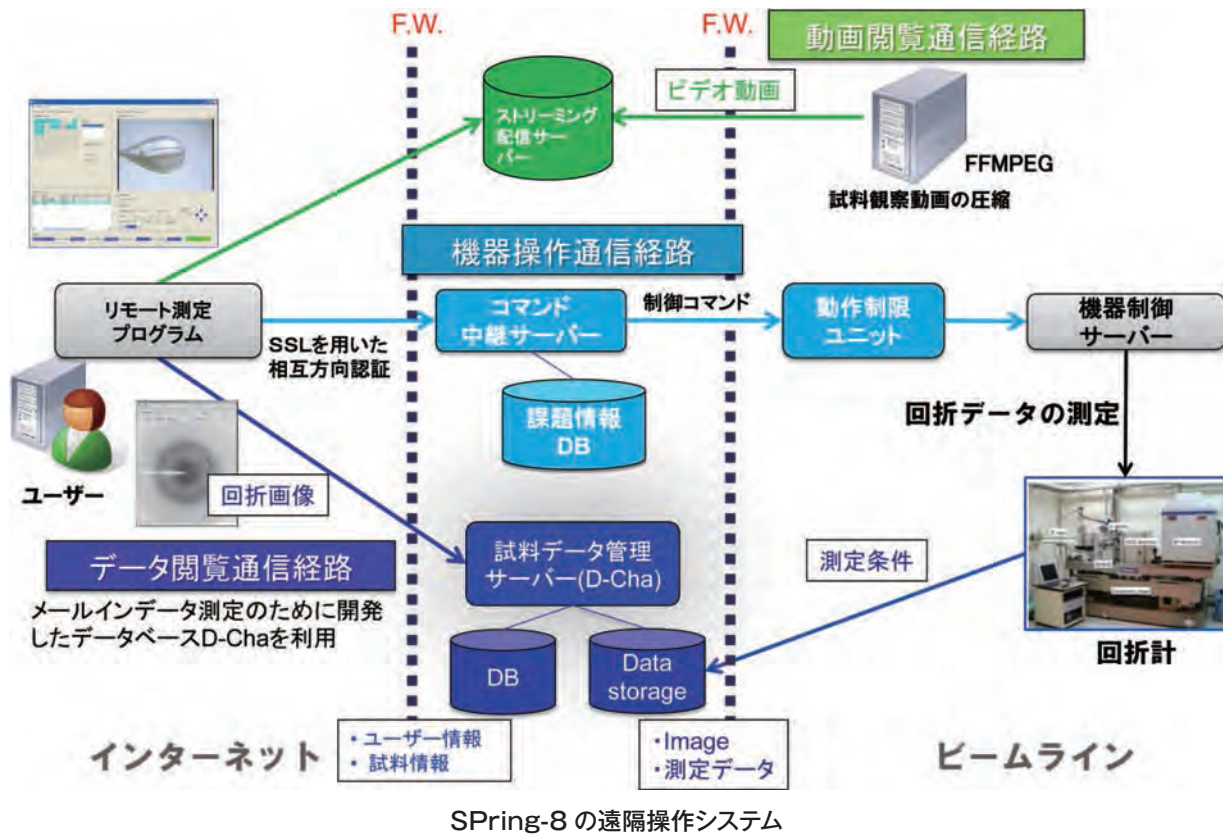 F.W.
F.W.
動画閲覧通信経路
ビデオ動画
ストリーミング
配信サー
バー
FFMPEG
試料観察動画の圧縮
機器操作通信経路
リモート測定
プログラム
SSLを用いた
相互方向認証
コマンド
中継サーバー
制御コマンド
動作制限
ユニット
機器制御
サーバー
課題情報
DB
回折データの測定
ユーザー
回折画像
データ閲覧通信経路
メールインデータ測定のために開発
したデータベースD-Chaを利用
試料データ管理
サーバー(D-Cha)
測定条件
DB
Data
storage
回折計
・ユーザー情報
・試料情報
・Image
・測定データ
インターネット
ビームライン
SPring-8 の遠隔操作システム